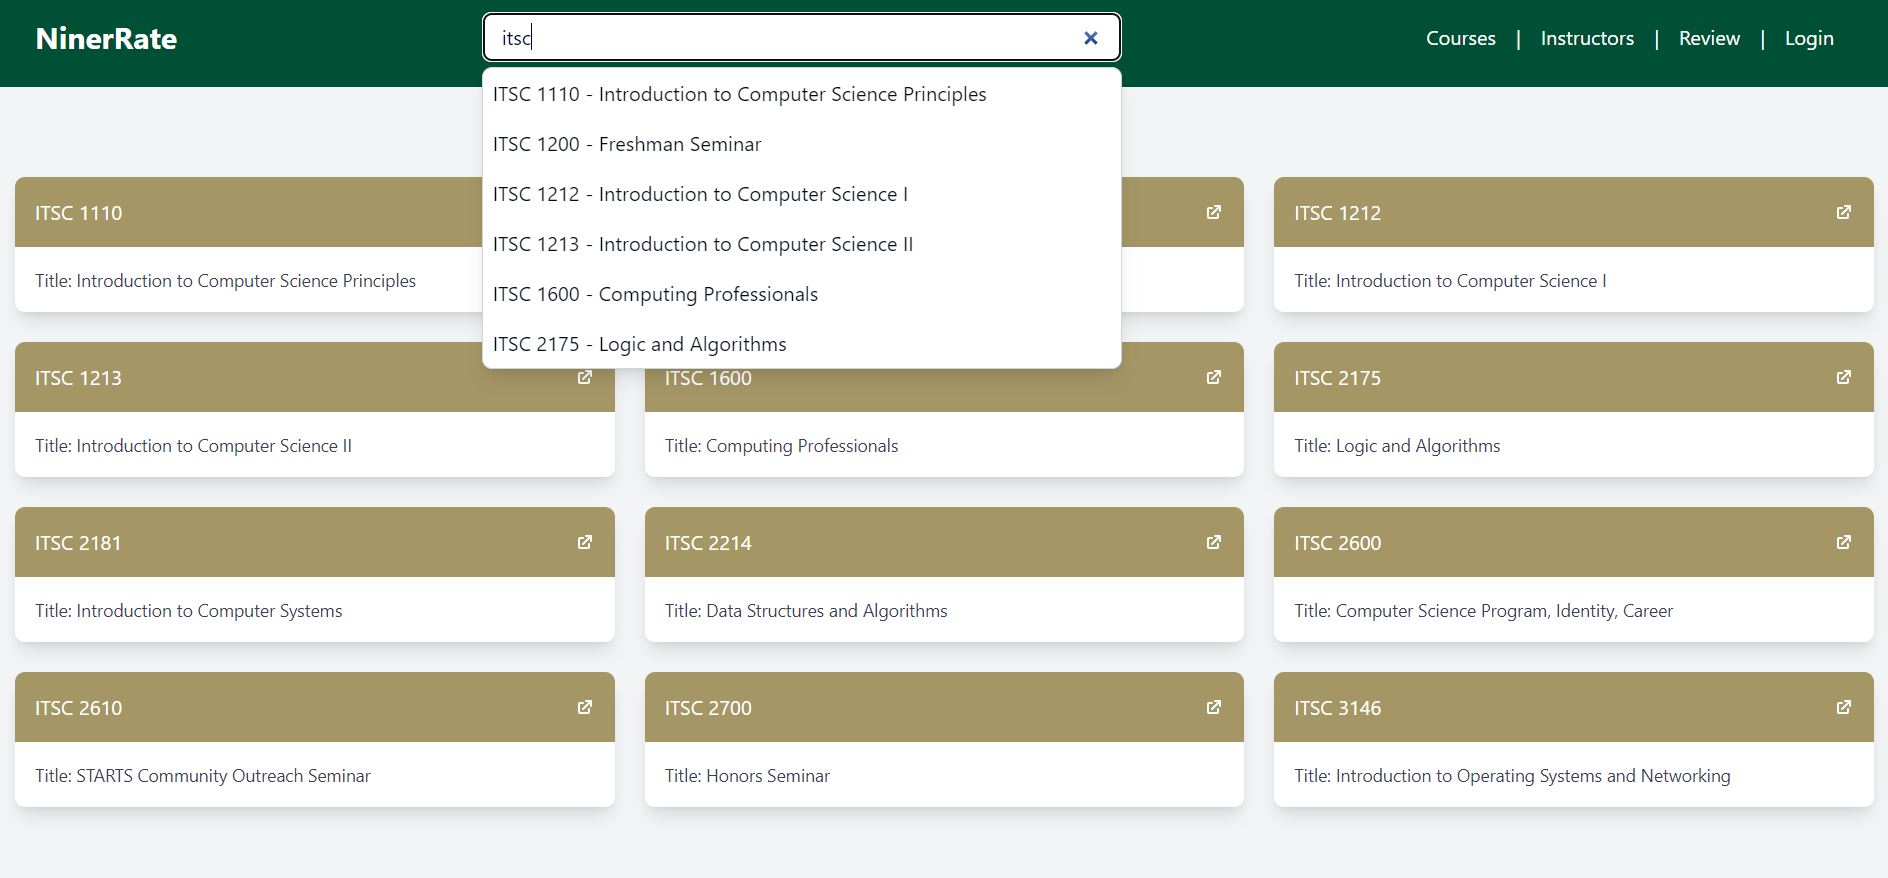 NinerRate
itsc
Courses | Instructors | Review | Login
ITSC 1110 - Introduction to Computer Science Principles
ITSC 1200 - Freshman Seminar
ITSC 1212 - Introduction to Computer Science I
ITSC 1213 - Introduction to Computer Science II
ITSC 1600 - Computing Professionals
ITSC 2175 - Logic and Algorithms
ITSC 1110
Title: Introduction to Computer Science Principles
ITSC 1212
Title: Introduction to Computer Science I
ITSC 1213
Title: Introduction to Computer Science II
ITSC 1600
Title: Computing Professionals
ITSC 2175
Title: Logic and Algorithms
ITSC 2181
Title: Introduction to Computer Systems
ITSC 2214
Title: Data Structures and Algorithms
ITSC 2600
Title: Computer Science Program, Identity, Career
ITSC 2610
Title: STARTS Community Outreach Seminar
ITSC 2700
Title: Honors Seminar
ITSC 3146
Title: Introduction to Operating Systems and Networking